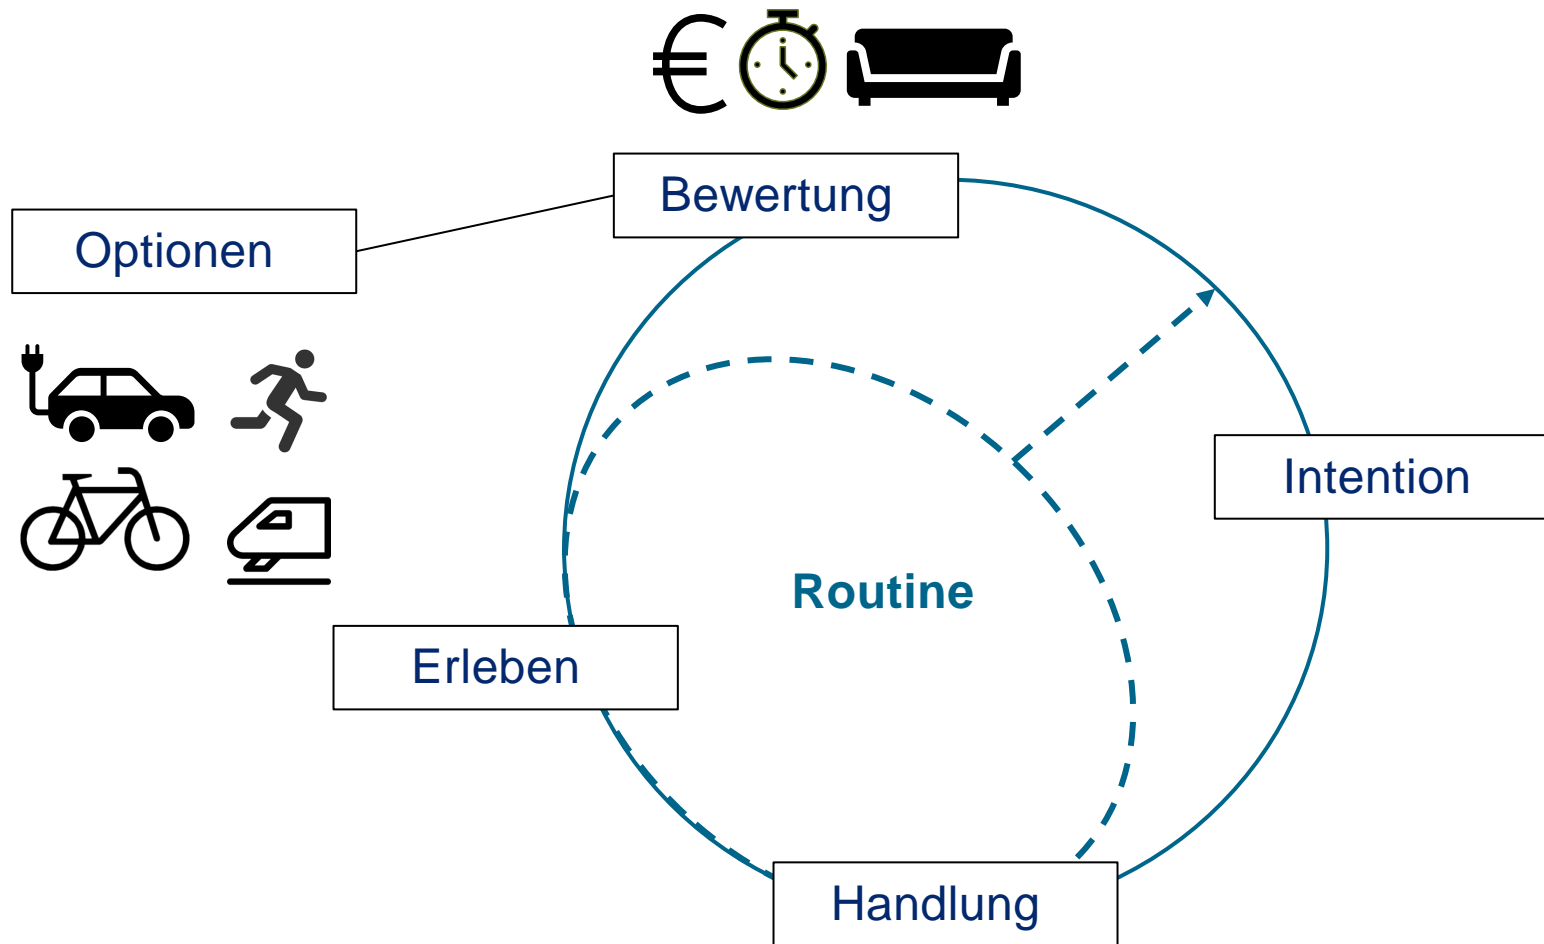 €
Bewertung
Optionen
Intention
Routine
Erleben
Handlung